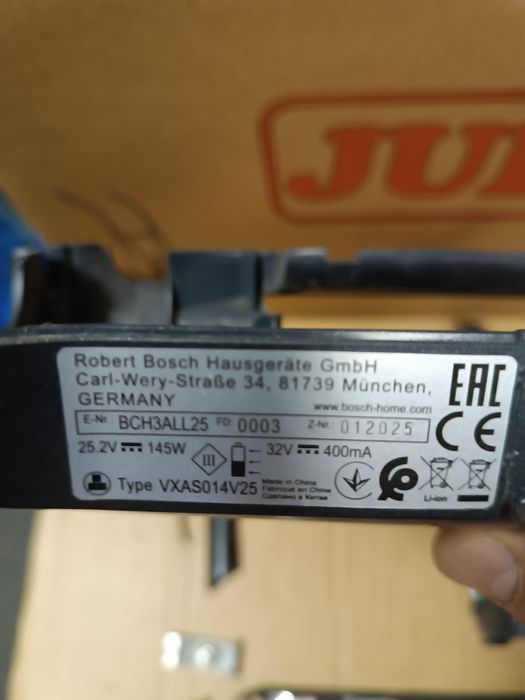 Robert Bosch Hausgeräte GmbH
Carl-Wery-Straße 34, 81739 München,
GERMANY
www.bosch-home.com
EAC
E-Nr. BCH3ALL25 FD 0003 Z-Nr. 012025
CE
25.2V 145W III 32V 400mA
Type VXAS014V25
Made in China
Fabriqué en Chine
Сделано в Китае
Li-ion